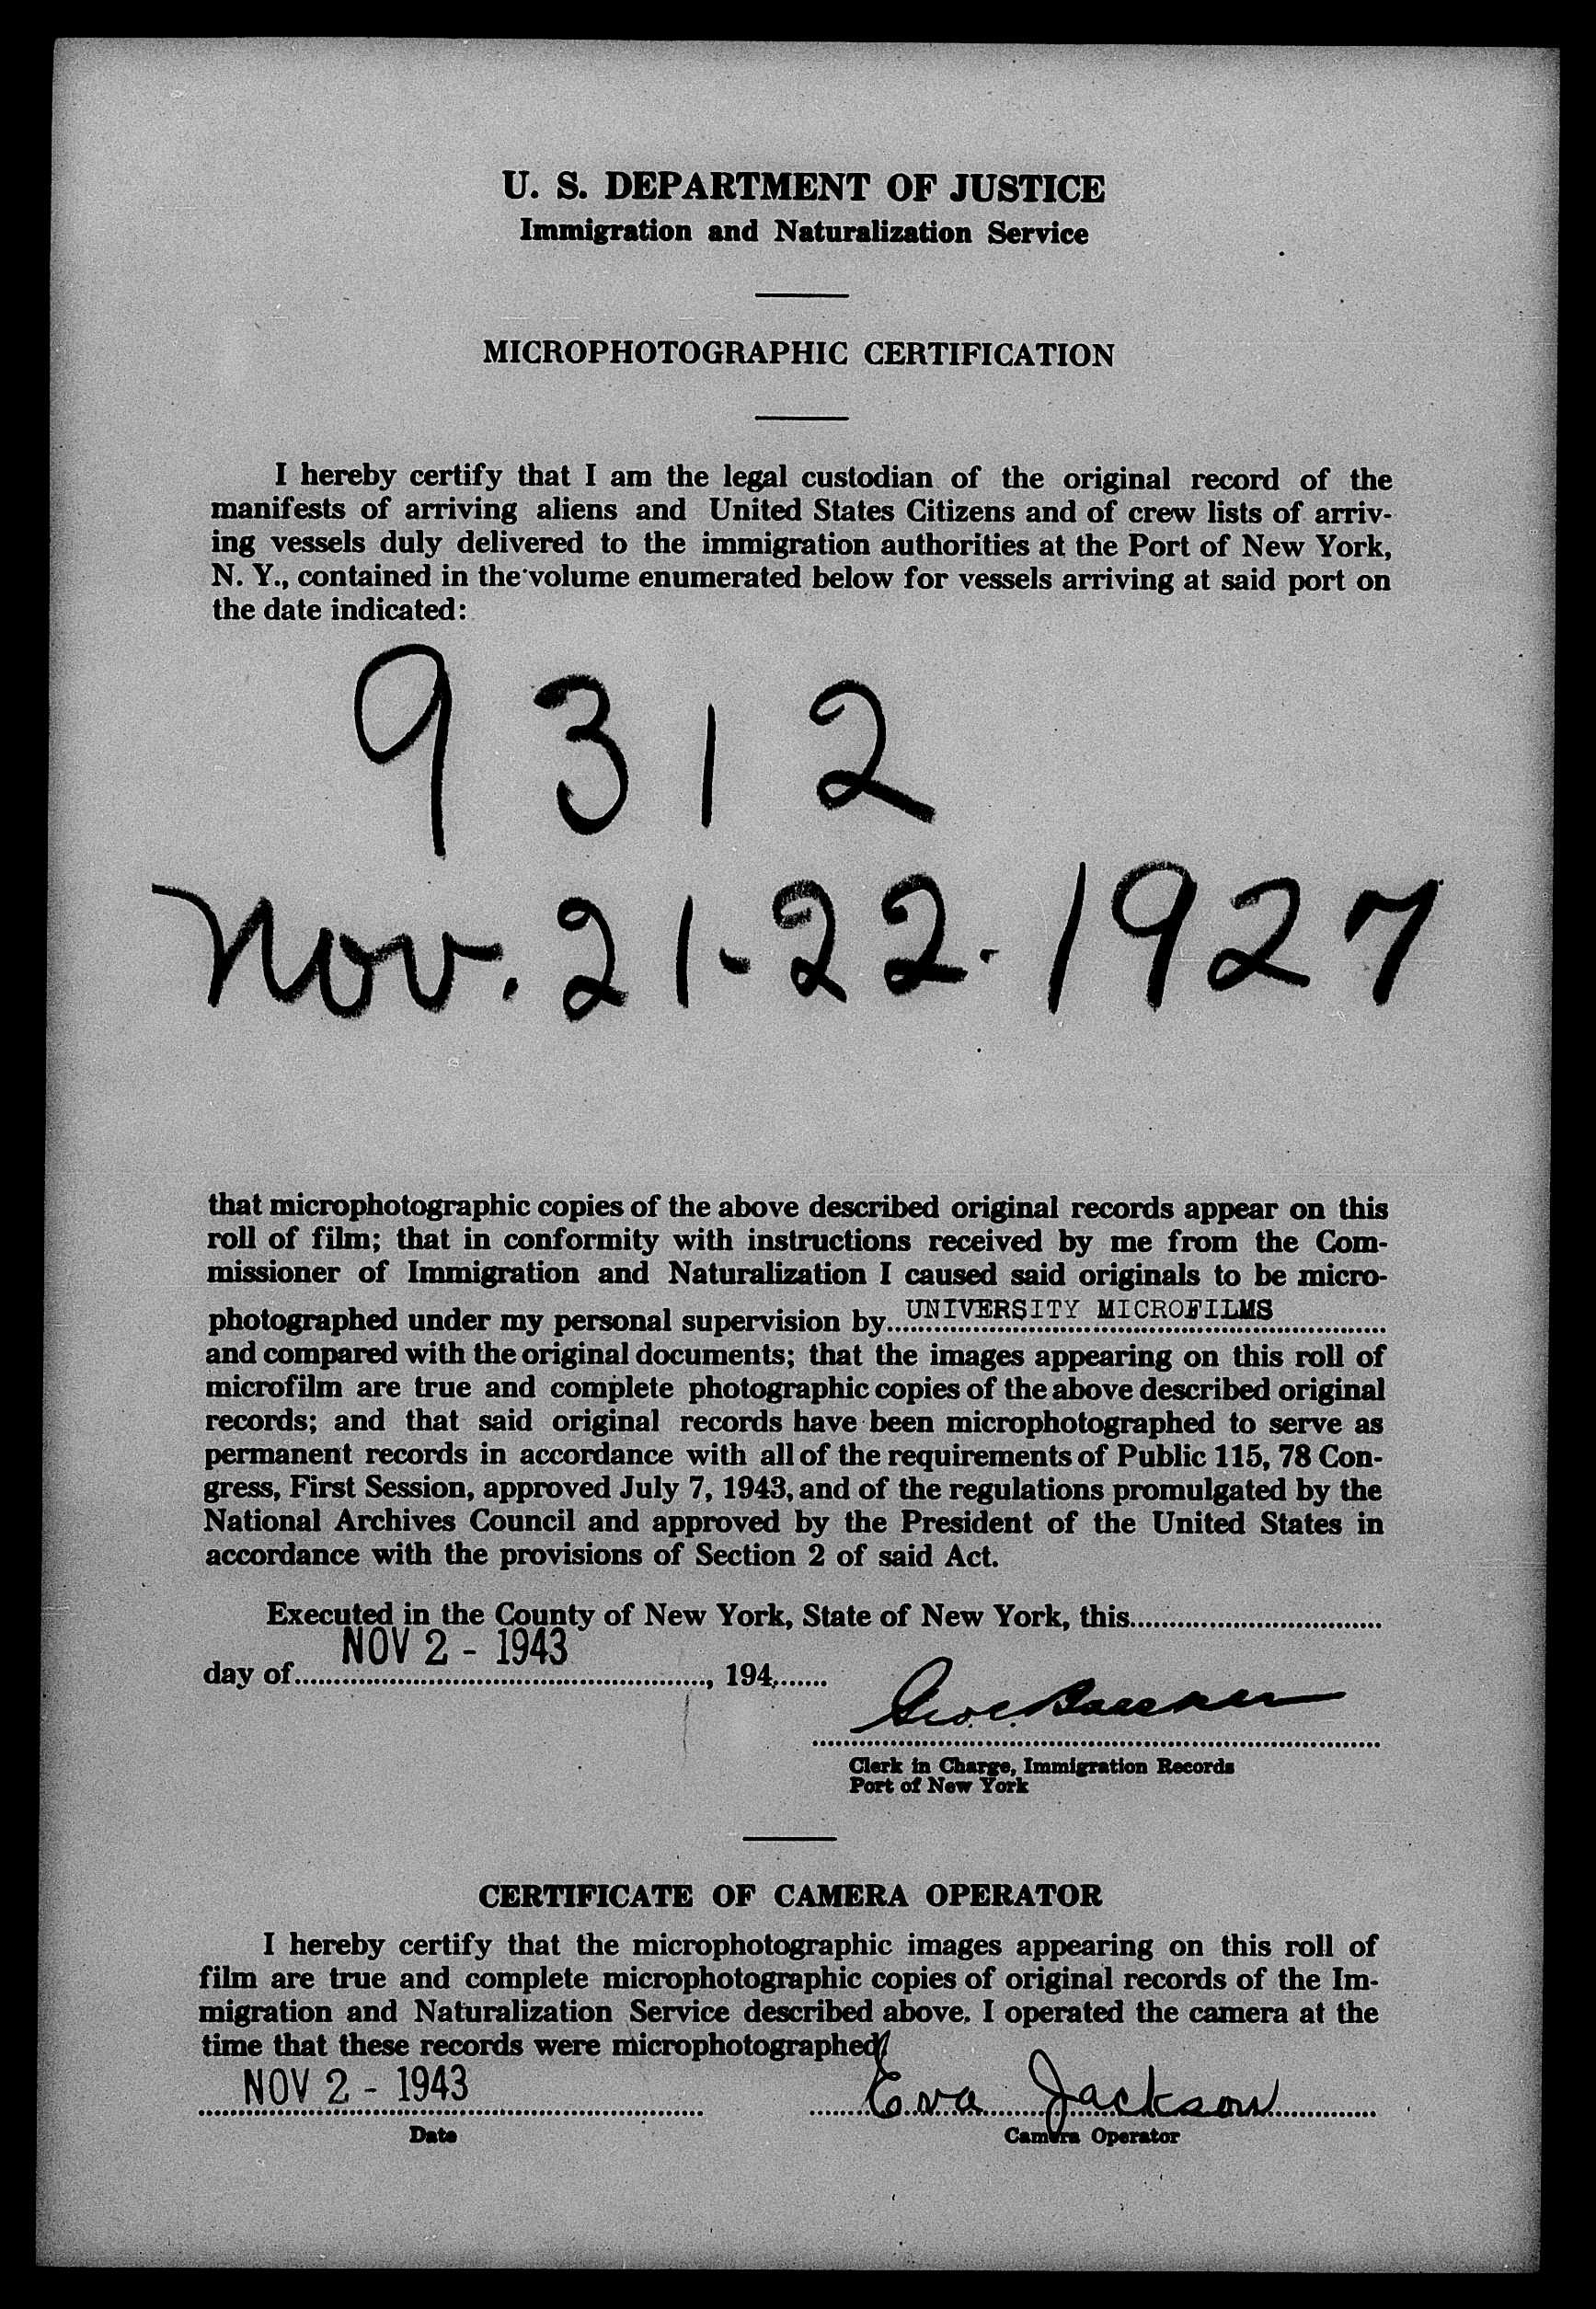 U. S. DEPARTMENT OF JUSTICE
Immigration and Naturalization Service
MICROPHOTOGRAPHIC CERTIFICATION
I hereby certify that I am the legal custodian of the original record of the
manifests of arriving aliens and United States Citizens and of crew lists of arriv-
ing vessels duly delivered to the immigration authorities at the Port of New York,
N. Y., contained in the volume enumerated below for vessels arriving at said port on
the date indicated:
9312
Nov. 21-22-1927
that microphotographic copies of the above described original records appear on this
roll of film; that in conformity with instructions received by me from the Com-
missioner of Immigration and Naturalization I caused said originals to be micro-
photographed under my personal supervision by UNIVERSITY MICROFILMS
and compared with the original documents; that the images appearing on this roll of
microfilm are true and complete photographic copies of the above described original
records; and that said original records have been microphotographed to serve as
permanent records in accordance with all of the requirements of Public 115, 78 Con-
gress, First Session, approved July 7, 1943, and of the regulations promulgated by the
National Archives Council and approved by the President of the United States in
accordance with the provisions of Section 2 of said Act.
Executed in the County of New York, State of New York, this
day of NOV 2 - 1943, 194
Clerk in Charge, Immigration Records
Port of New York
CERTIFICATE OF CAMERA OPERATOR
I hereby certify that the microphotographic images appearing on this roll of
film are true and complete microphotographic copies of original records of the Im-
migration and Naturalization Service described above. I operated the camera at the
time that these records were microphotographed.
NOV 2 - 1943 Eva Jackson
Date Camera Operator